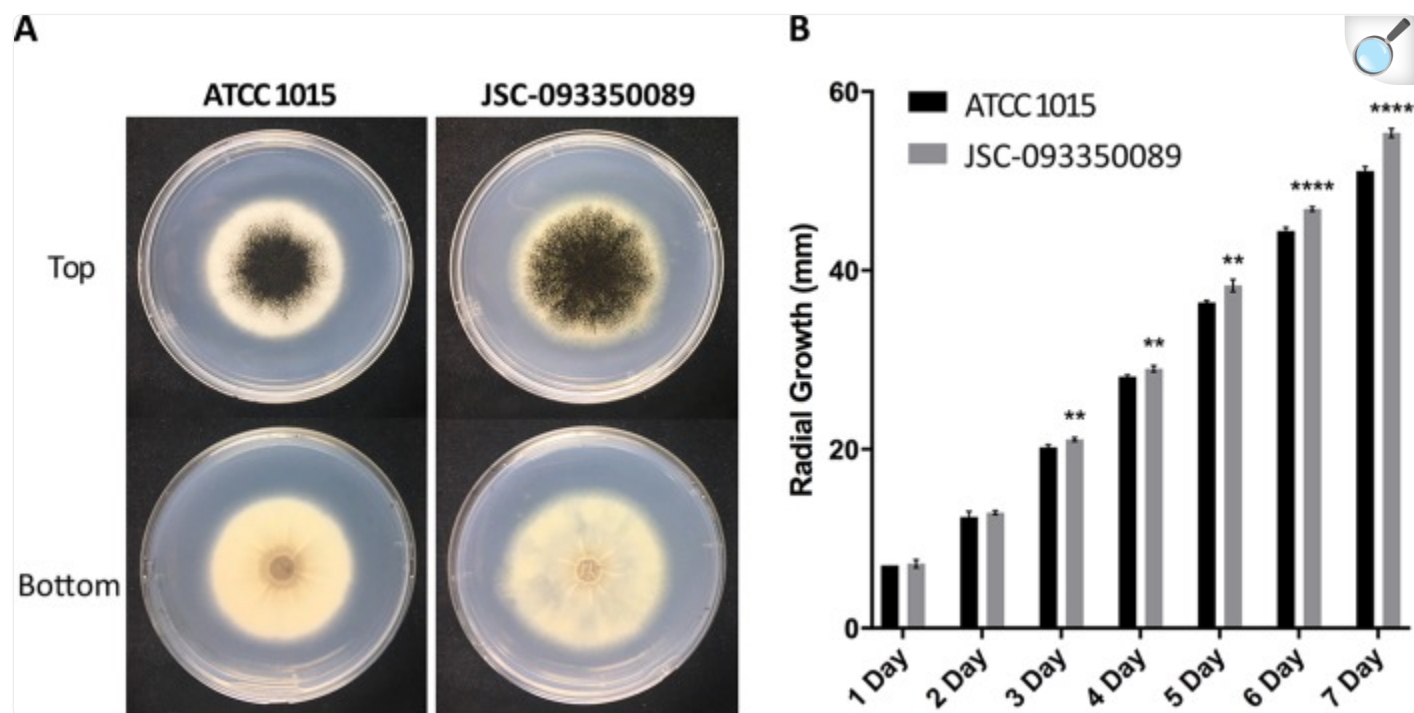 A
ATCC 1015
JSC-093350089
Top
Bottom
B
ATCC 1015
JSC-093350089
Radial Growth (mm)
60
40
20
0
**
**
**
****
****
1 Day
2 Day
3 Day
4 Day
5 Day
6 Day
7 Day